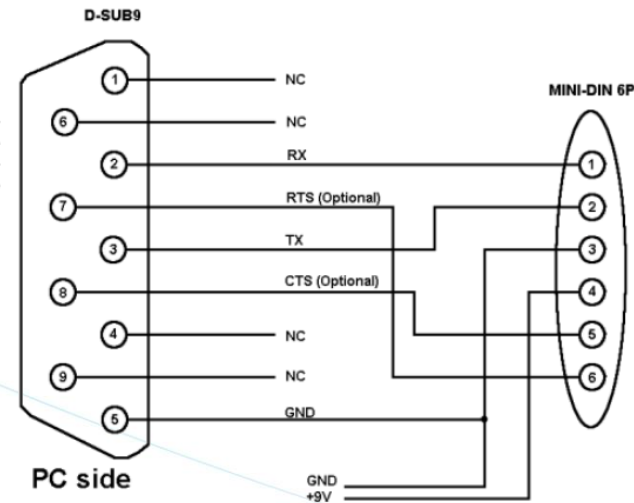 D-SUB9
MINI-DIN 6P
1 NC
6 NC
2 RX 1
7 RTS (Optional) 2
3 TX 3
8 CTS (Optional) 4
4 NC 5
9 NC 6
5 GND
PC side
GND
+9V